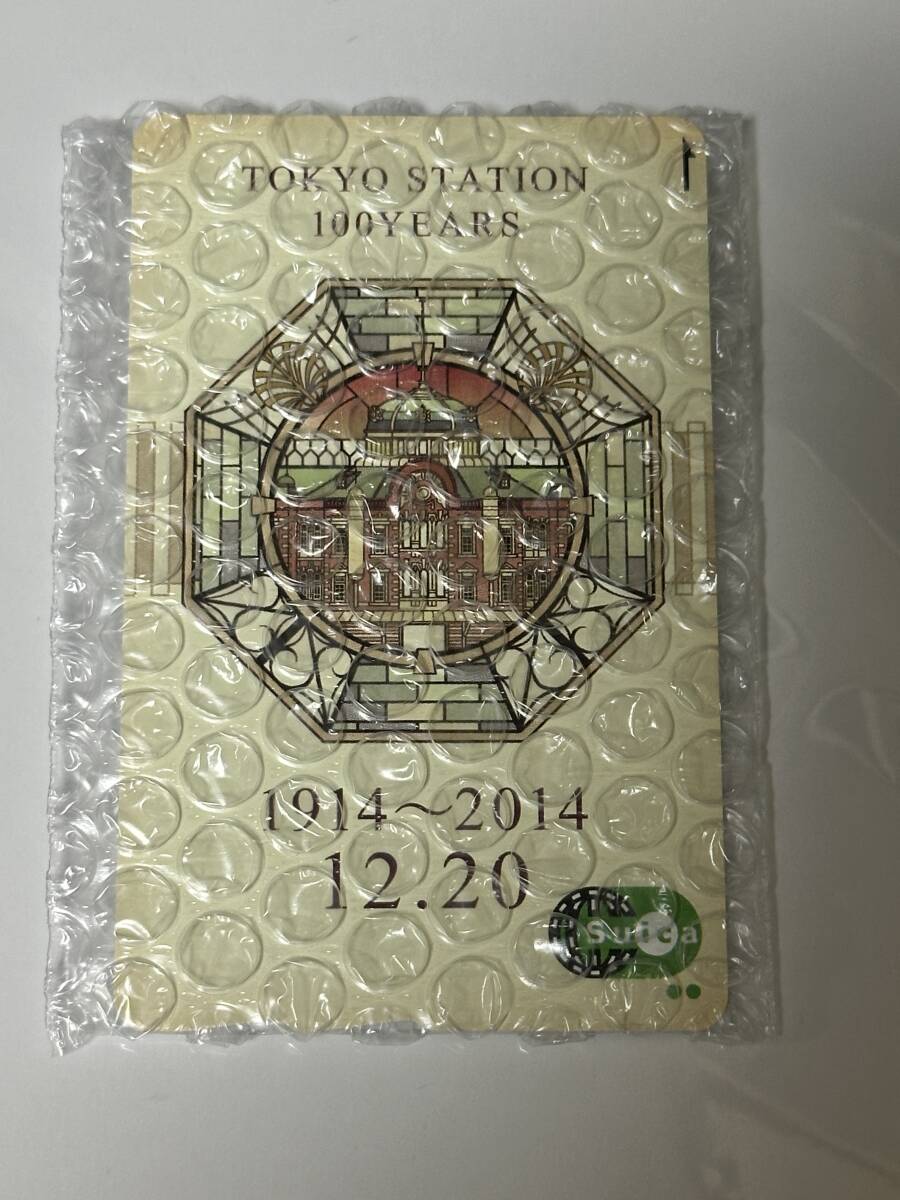 TOKYO STATION
100YEARS
1914～2014
12.20
Suica